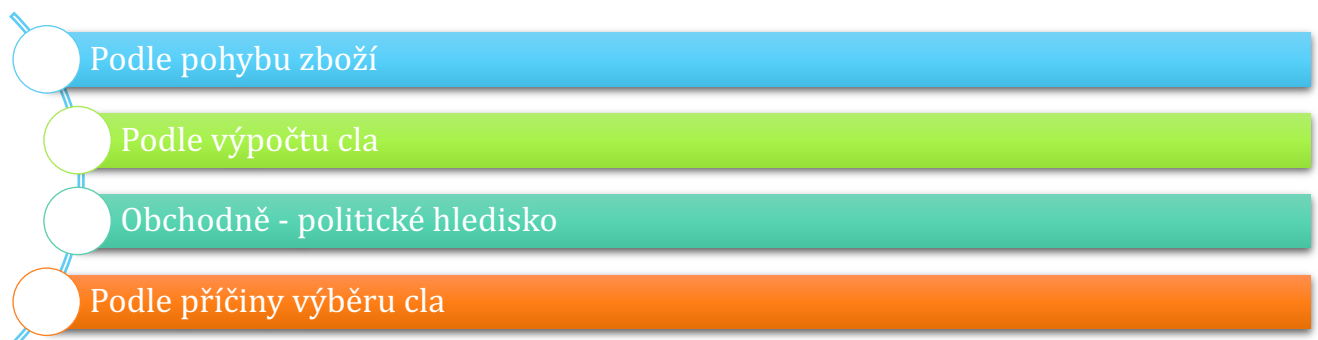 Podle pohybu zboží
Podle výpočtu cla
Obchodně - politické hledisko
Podle příčiny výběru cla